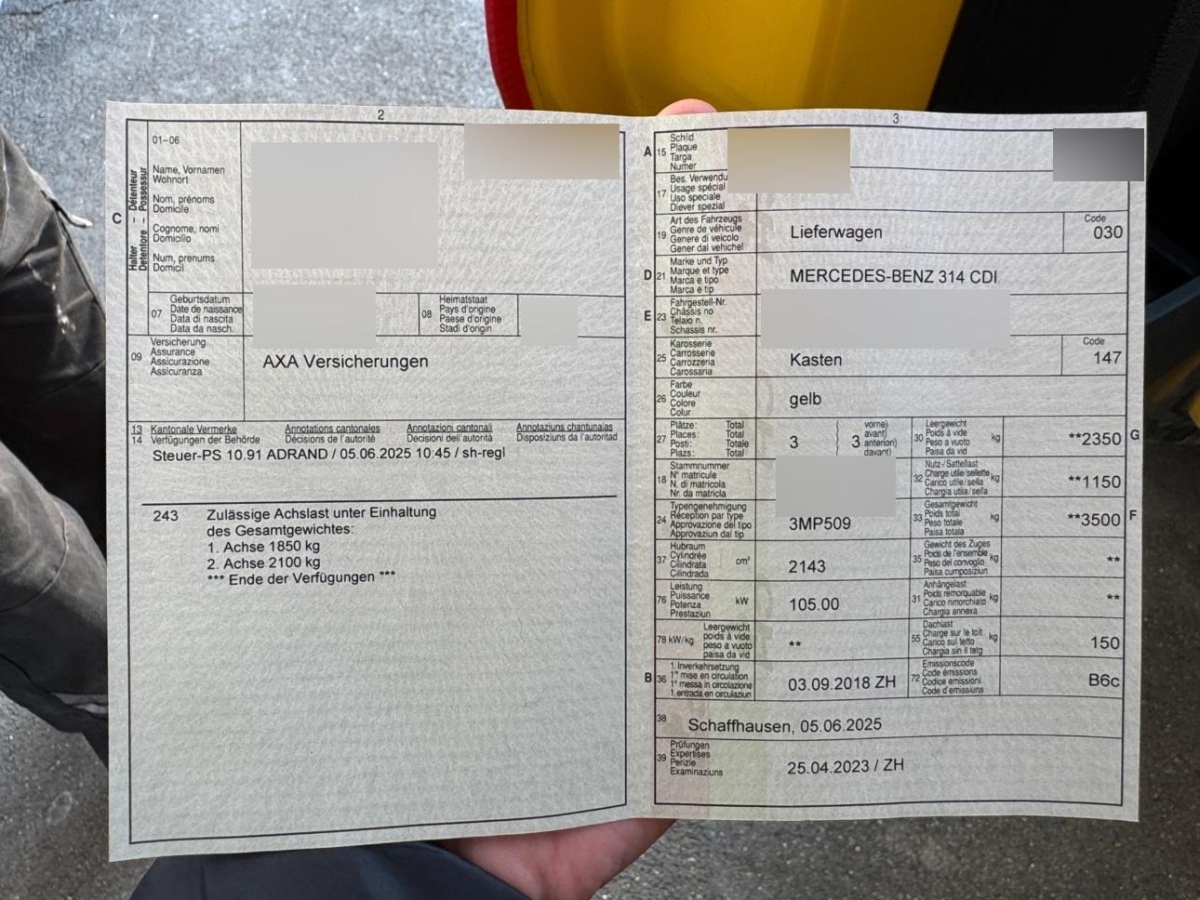 2
01-06
C
Halter – Détenteur
Detentore – Possessur
Name, Vornamen
Wohnort
Nom, prénoms
Domicile
Cognome, nomi
Domicilio
Num, prenums
Domicil
07
Geburtsdatum
Date de naissance
Data di nascita
Data da nasch.
08
Heimatstaat
Pays d'origine
Paese d'origine
Stadi d'origin
09
Versicherung
Assurance
Assicurazione
Assicuranza
AXA Versicherungen
13 Kantonale Vermerke Annotations cantonales Annotazioni cantonali Annotaziuns chantunalas
14 Verfügungen der Behörde Décisions de l'autorité Decisioni dell'autorità Disposiziuns da l'autoritad
Steuer-PS 10.91 ADRAND / 05.06.2025 10:45 / sh-regl
243 Zulässige Achslast unter Einhaltung
des Gesamtgewichtes:
1. Achse 1850 kg
2. Achse 2100 kg
*** Ende der Verfügungen ***
3
A 15
Schild
Plaque
Targa
Numer
17
Bes. Verwendu
Usage spécial
Uso speciale
Diever spezial
19
Art des Fahrzeugs
Genre de véhicule
Genere di veicolo
Gener dal vehichel
Lieferwagen
Code
030
D 21
Marke und Typ
Marque et type
Marca e tipo
Marca e tip
MERCEDES-BENZ 314 CDI
E 23
Fahrgestell-Nr.
Châssis no
Telaio n.
Schassis nr.
25
Karosserie
Carrosserie
Carrozzeria
Carossaria
Kasten
Code
147
26
Farbe
Couleur
Colore
Colur
gelb
27
Plätze: Total
Places: Total
Posti: Totale
Plazs: Total
3
3
vorne)
avant)
anteriori)
davant)
30
Leergewicht
Poids à vide
Peso a vuoto
Paisa da vid
kg
**2350
G
18
Stammnummer
N° matricule
N. di matricola
Nr. da matricla
32
Nutz-/Sattellast
Charge utile/sellette
Carico utile/sella
Chargia utila/sella
kg
**1150
24
Typengenehmigung
Réception par type
Approvazione del tipo
Approvaziun dal tip
3MP509
33
Gesamtgewicht
Poids total
Peso totale
Paisa totala
kg
**3500
F
37
Hubraum
Cylindrée
Cilindrata
Cilindrada
cm³
2143
35
Gewicht des Zuges
Poids de l'ensemble
Peso del convoglio
Paisa cumposiziun
kg
**
76
Leistung
Puissance
Potenza
Prestaziun
kW
105.00
31
Anhängelast
Poids remorquable
Carico rimorchiato
Chargia annexa
kg
**
78 kW/kg
Leergewicht
poids à vide
peso a vuoto
paisa da vid
**
55
Dachlast
Charge sur le toit
Carico sul tetto
Chargia sin il tetg
kg
150
B 36
1. Inverkehrsetzung
1re mise en circulation
1a messa in circolazione
1. entrada en circulaziun
03.09.2018 ZH
72
Emissionscode
Code émissions
Codice emissioni
Code d'emissiuns
B6c
38
Schaffhausen, 05.06.2025
39
Prüfungen
Expertises
Perizie
Examinaziuns
25.04.2023 / ZH